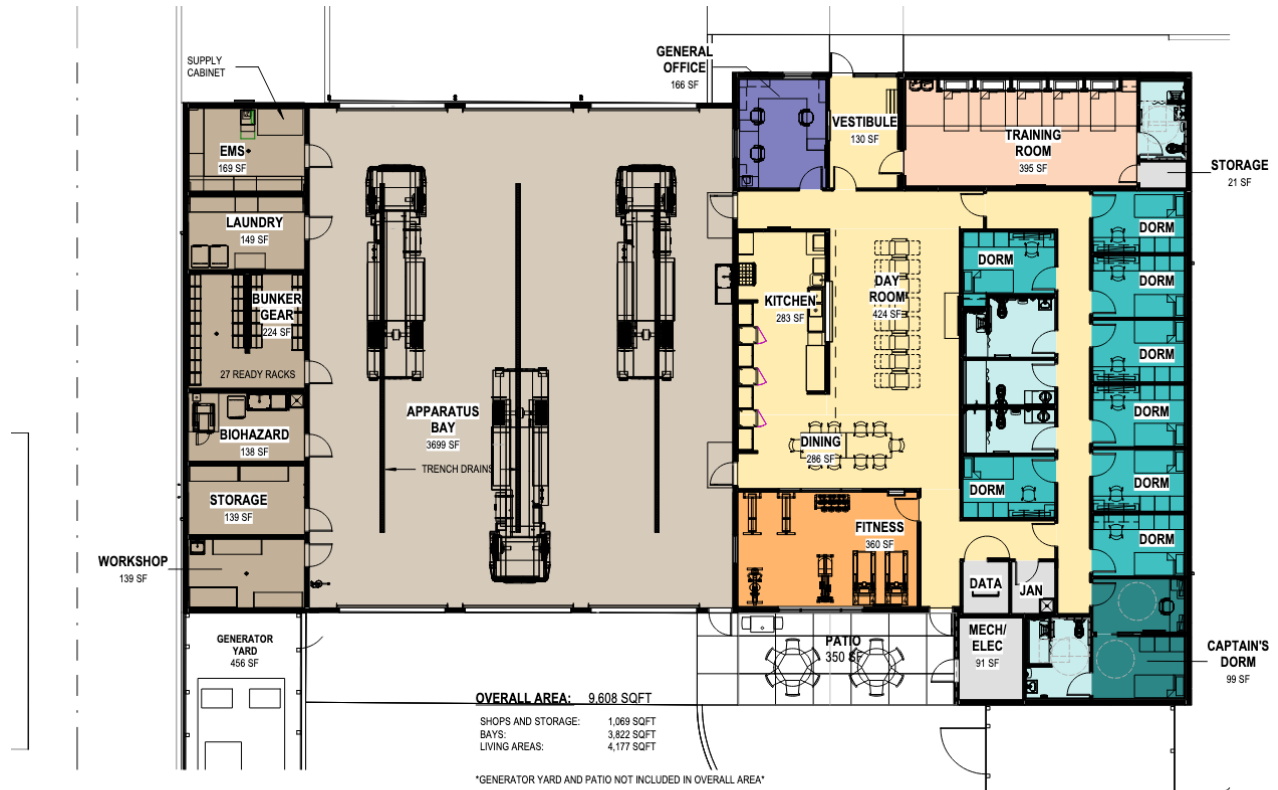 SUPPLY
CABINET
GENERAL
OFFICE
166 SF
VESTIBULE
130 SF
TRAINING
ROOM
395 SF
STORAGE
21 SF
EMS
169 SF
LAUNDRY
149 SF
BUNKER
GEAR
224 SF
27 READY RACKS
BIOHAZARD
138 SF
STORAGE
139 SF
WORKSHOP
139 SF
APPARATUS
BAY
3699 SF
TRENCH DRAINS
KITCHEN
283 SF
DAY
ROOM
424 SF
DINING
286 SF
FITNESS
360 SF
DORM
DORM
DORM
DORM
DORM
DORM
DORM
DORM
DATA
JAN
MECH/
ELEC
91 SF
CAPTAIN'S
DORM
99 SF
PATIO
350 SF
GENERATOR
YARD
456 SF
OVERALL AREA: 9,608 SQFT
SHOPS AND STORAGE: 1,069 SQFT
BAYS: 3,822 SQFT
LIVING AREAS: 4,177 SQFT
*GENERATOR YARD AND PATIO NOT INCLUDED IN OVERALL AREA*